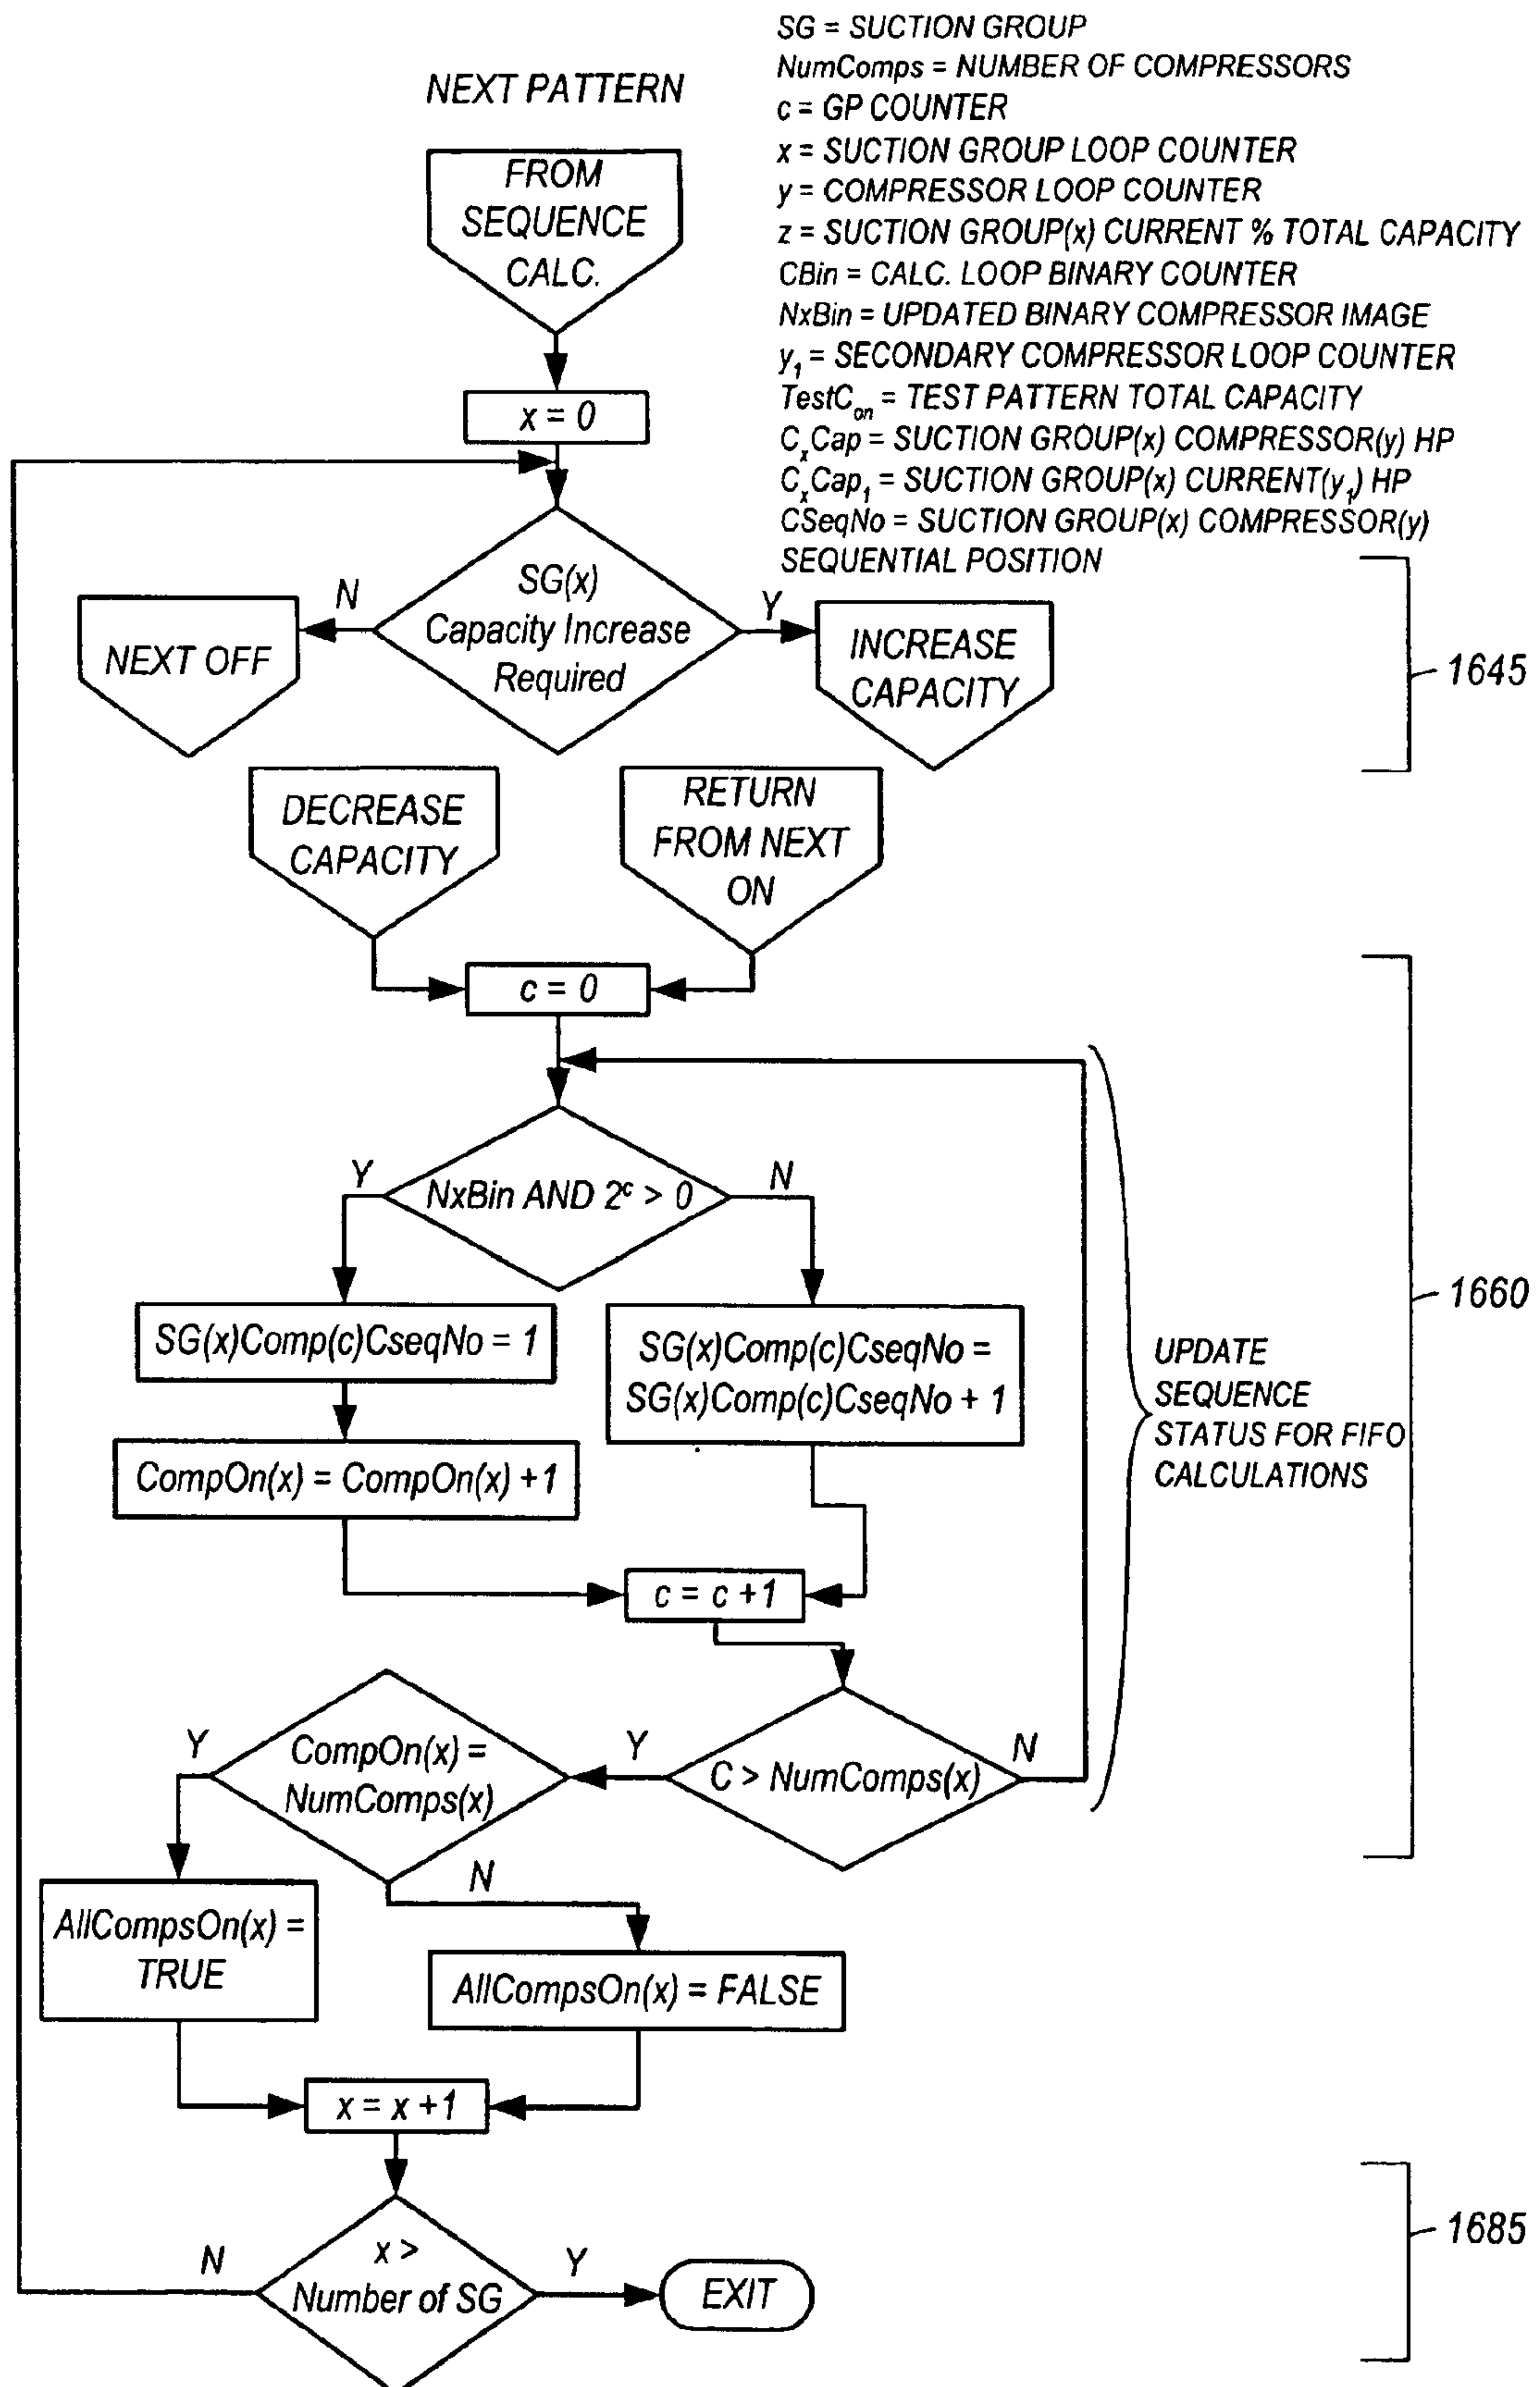 SG = SUCTION GROUP
NumComps = NUMBER OF COMPRESSORS
c = GP COUNTER
x = SUCTION GROUP LOOP COUNTER
y = COMPRESSOR LOOP COUNTER
z = SUCTION GROUP(x) CURRENT % TOTAL CAPACITY
CBin = CALC. LOOP BINARY COUNTER
NxBin = UPDATED BINARY COMPRESSOR IMAGE
y₁ = SECONDARY COMPRESSOR LOOP COUNTER
TestCₒₙ = TEST PATTERN TOTAL CAPACITY
CₓCap = SUCTION GROUP(x) COMPRESSOR(y) HP
CₓCap₁ = SUCTION GROUP(x) CURRENT(y₁) HP
CSeqNo = SUCTION GROUP(x) COMPRESSOR(y)
SEQUENTIAL POSITION
NEXT PATTERN
FROM
SEQUENCE
CALC.
x = 0
SG(x)
Capacity Increase
Required
N
Y
NEXT OFF
INCREASE
CAPACITY
1645
DECREASE
CAPACITY
RETURN
FROM NEXT
ON
c = 0
NxBin AND 2ᶜ > 0
Y
N
SG(x)Comp(c)CseqNo = 1
SG(x)Comp(c)CseqNo =
SG(x)Comp(c)CseqNo + 1
CompOn(x) = CompOn(x) +1
c = c +1
UPDATE
SEQUENCE
STATUS FOR FIFO
CALCULATIONS
1660
C > NumComps(x)
Y
N
CompOn(x) =
NumComps(x)
Y
N
AllCompsOn(x) =
TRUE
AllCompsOn(x) = FALSE
x = x +1
x >
Number of SG
N
Y
EXIT
1685